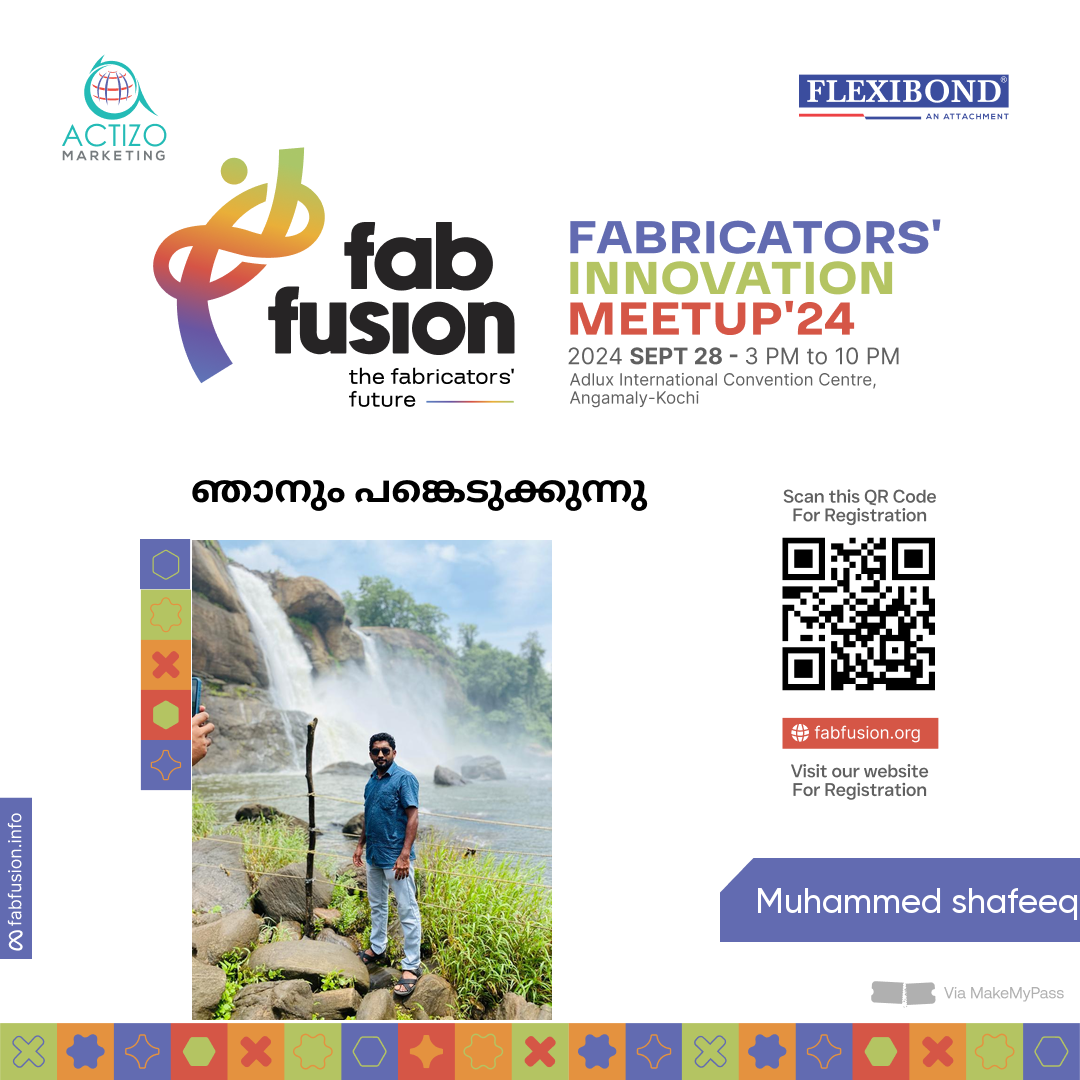 ACTIZO
MARKETING
FLEXIBOND®
AN ATTACHMENT
fab
fusion
the fabricators'
future
FABRICATORS'
INNOVATION
MEETUP'24
2024 SEPT 28 - 3 PM to 10 PM
Adlux International Convention Centre,
Angamaly-Kochi
ഞാനും പങ്കെടുക്കുന്നു
Scan this QR Code
For Registration
fabfusion.org
Visit our website
For Registration
fabfusion.info
Muhammed shafeeq
Via MakeMyPass